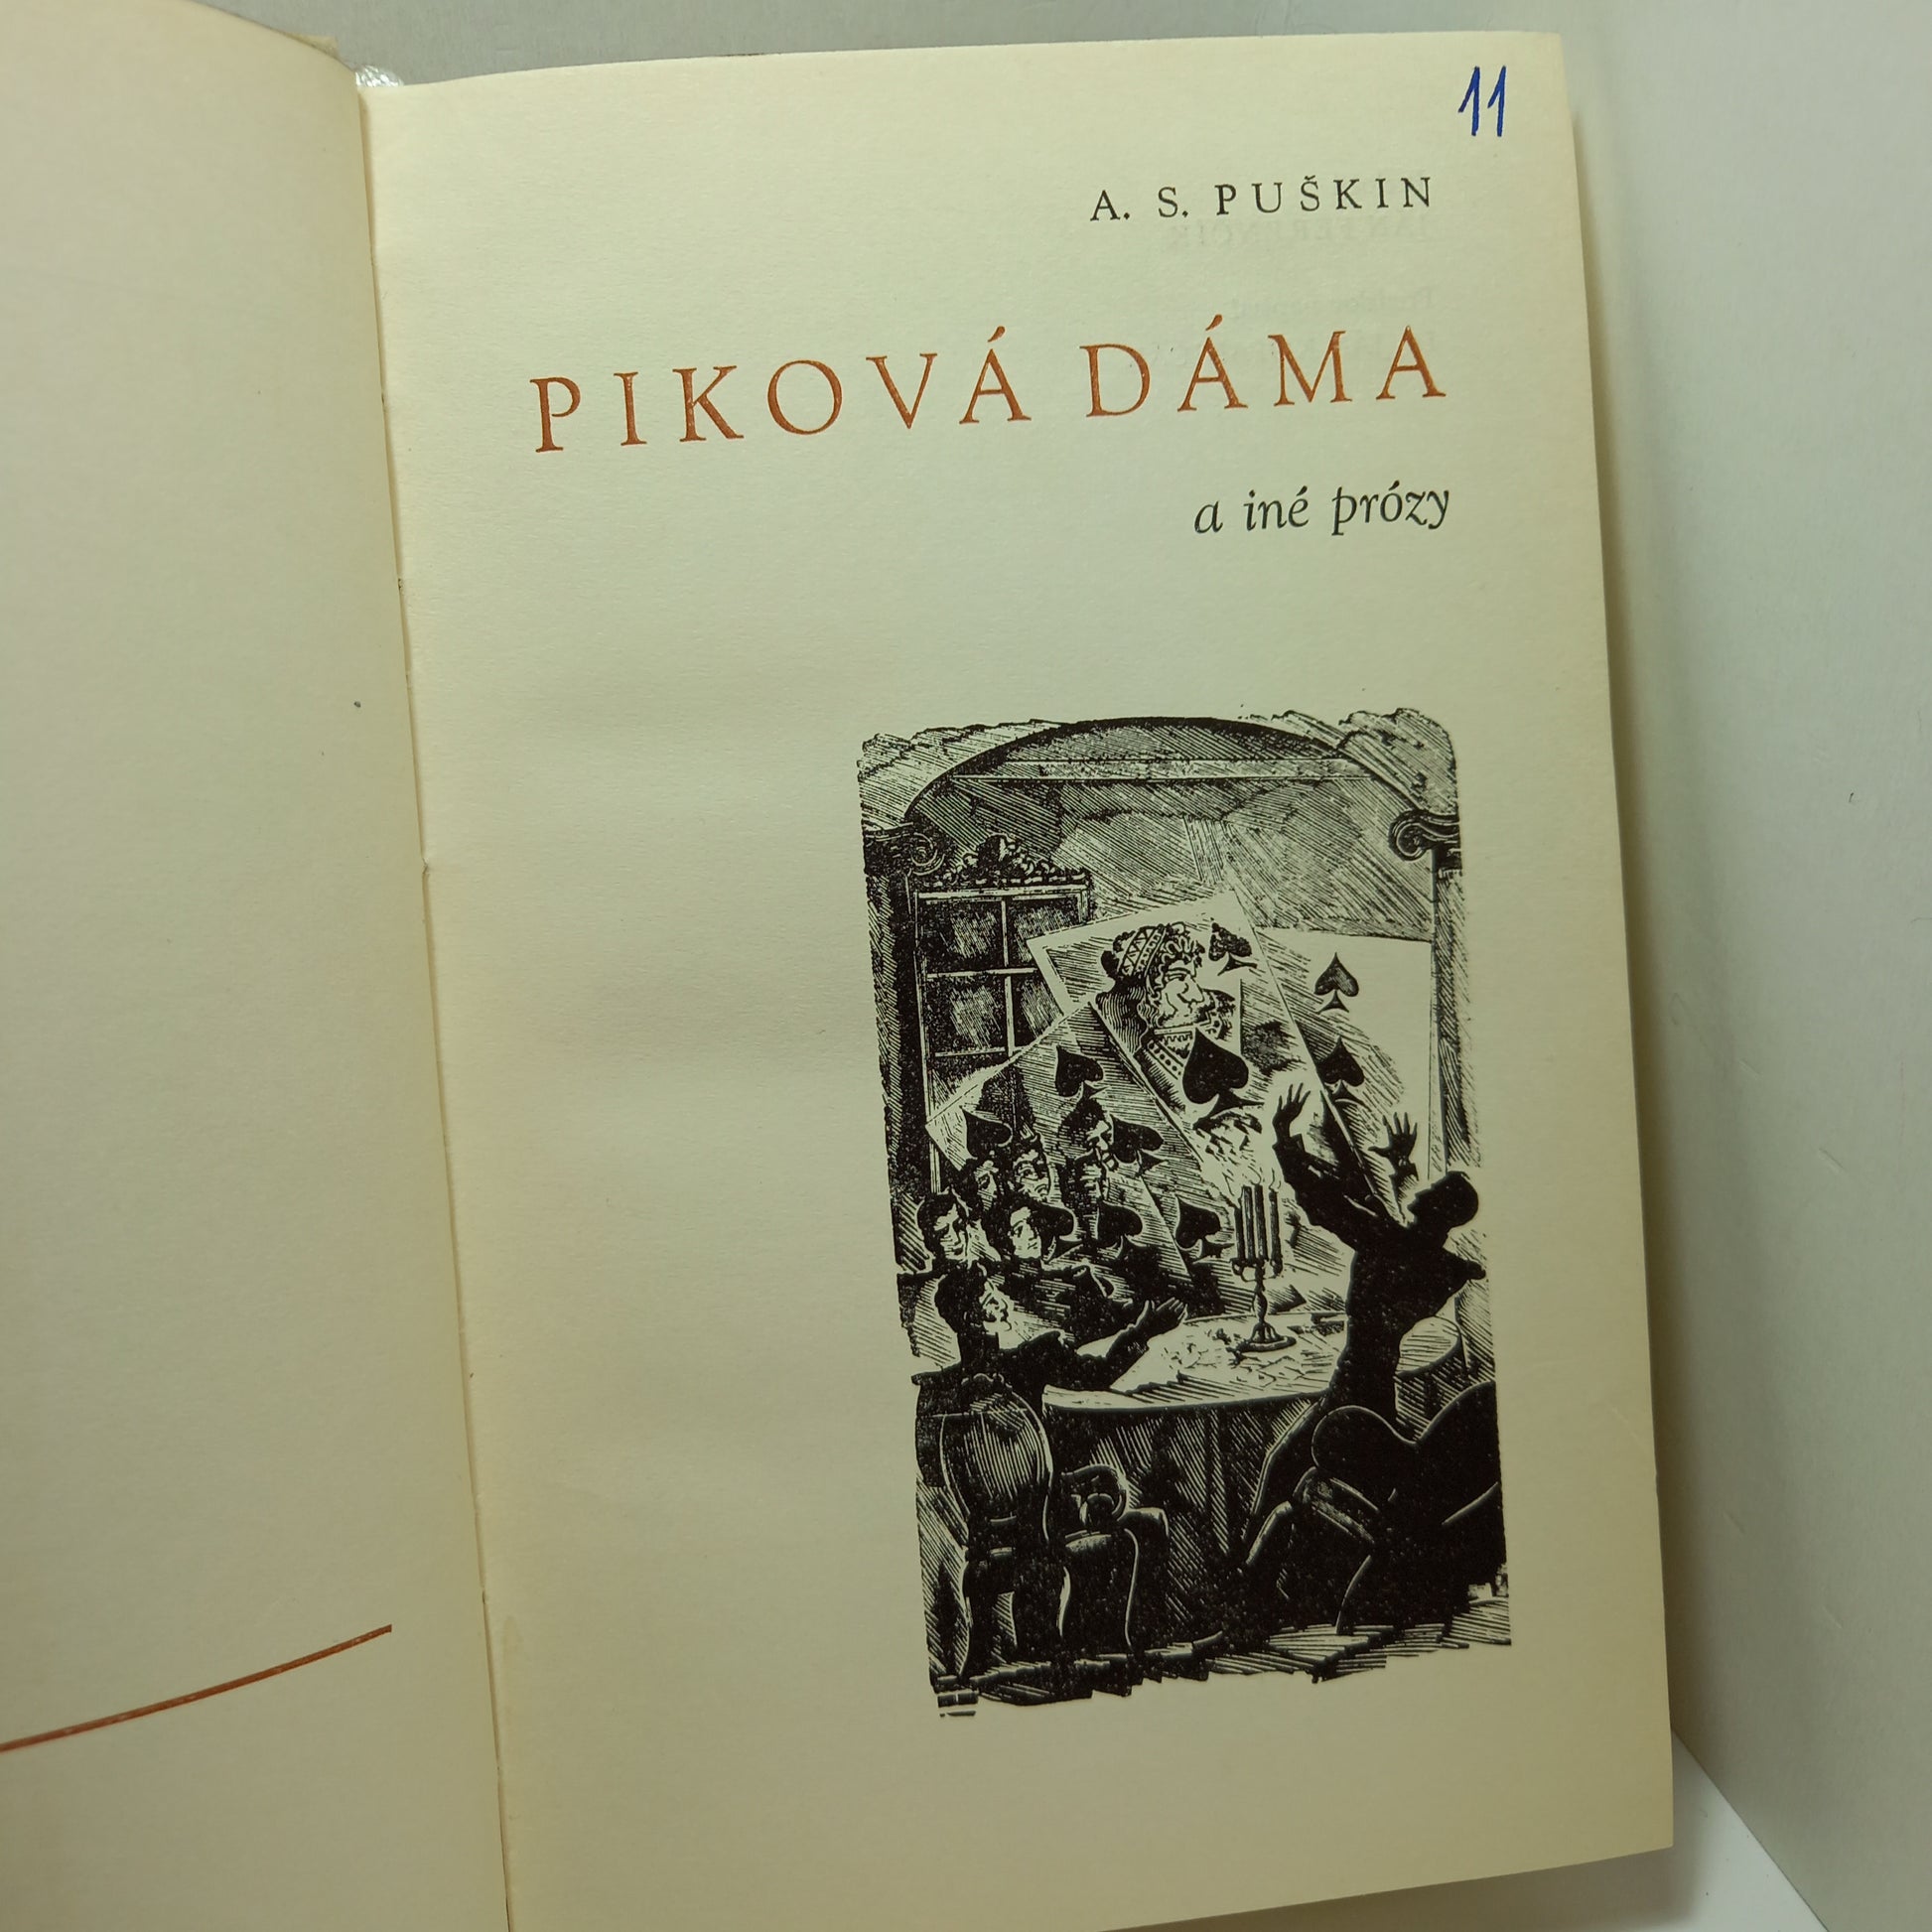 11
A. S. PUŠKIN
PIKOVÁ DÁMA
a iné prózy